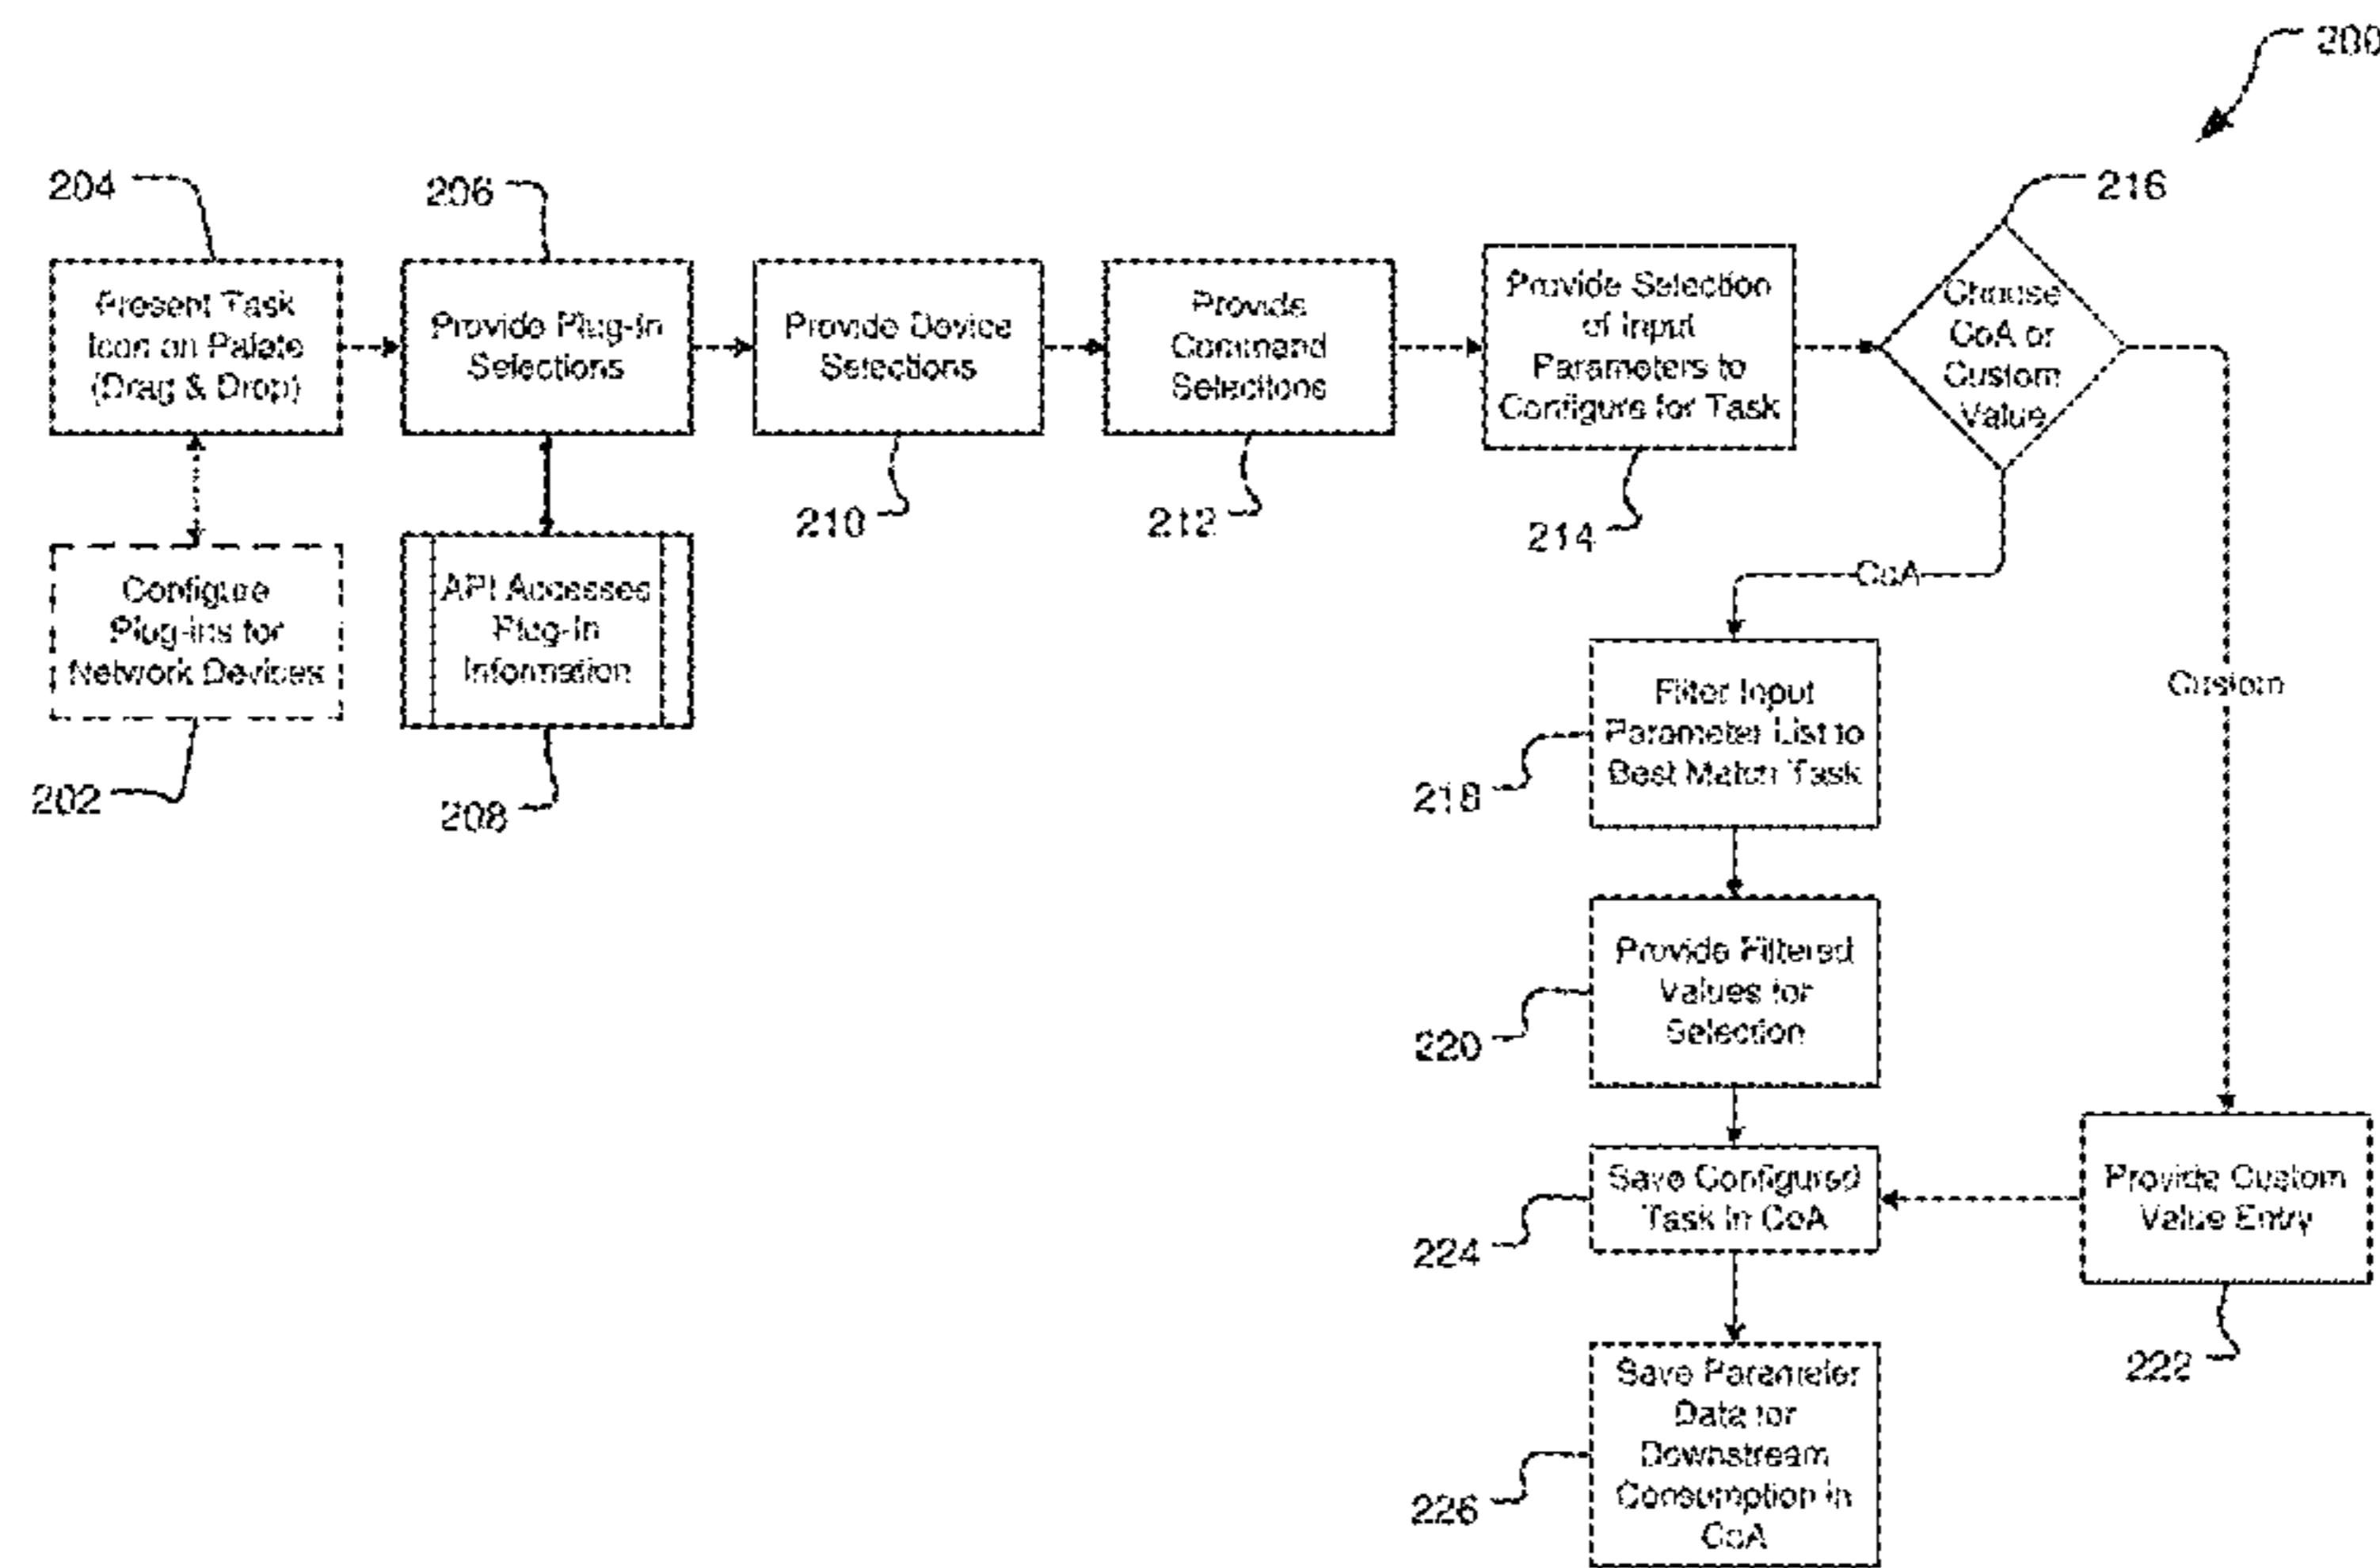 200
204
206
216
Present Task
Icon on Palate
(Drag & Drop)
Provide Plug-In
Selections
Provide Device
Selections
Provide
Command
Selections
Provide Selection
of Input
Parameters to
Configure for Task
Choose
CoA or
Custom
Value
210
212
214
Configure
Plug-ins for
Network Devices
API Accesses
Plug-In
Information
CoA
Custom
202
208
218
Filter Input
Parameter List to
Best Match Task
220
Provide Filtered
Values for
Selection
224
Save Configured
Task in CoA
Provide Custom
Value Entry
222
226
Save Parameter
Data for
Downstream
Consumption in
CoA